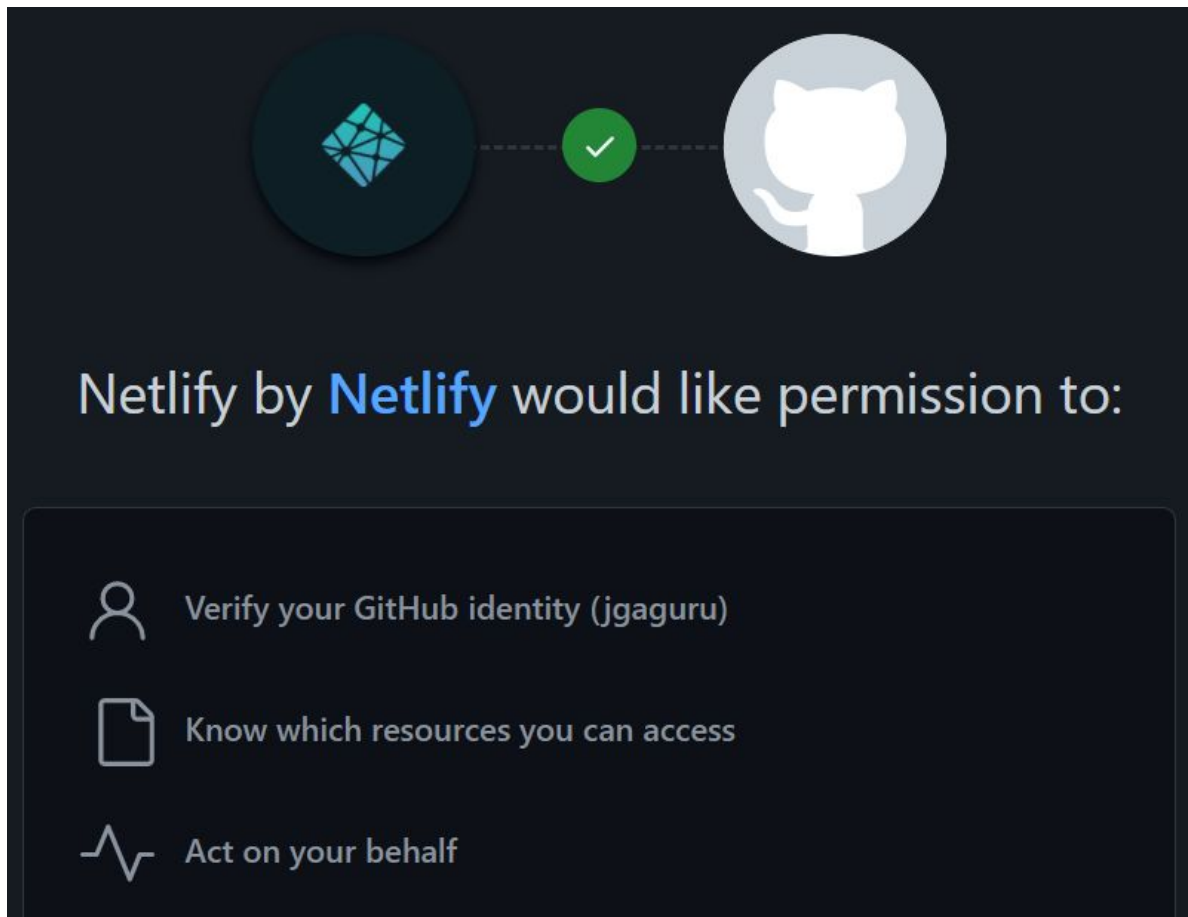 Netlify by Netlify would like permission to:
Verify your GitHub identity (jgaguru)
Know which resources you can access
Act on your behalf